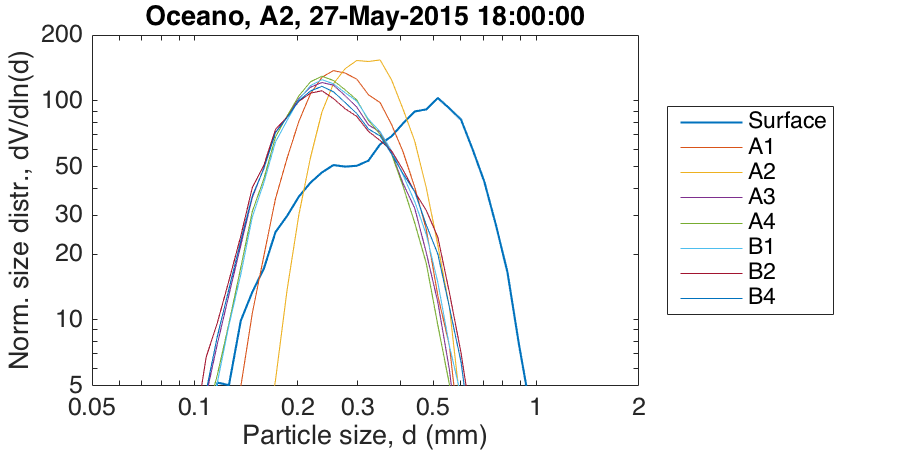 Oceano, A2, 27-May-2015 18:00:00
Norm. size distr., dV/dln(d)
200
100
50
30
20
10
5
0.05 0.1 0.2 0.3 0.5 1 2
Particle size, d (mm)
Surface
A1
A2
A3
A4
B1
B2
B4